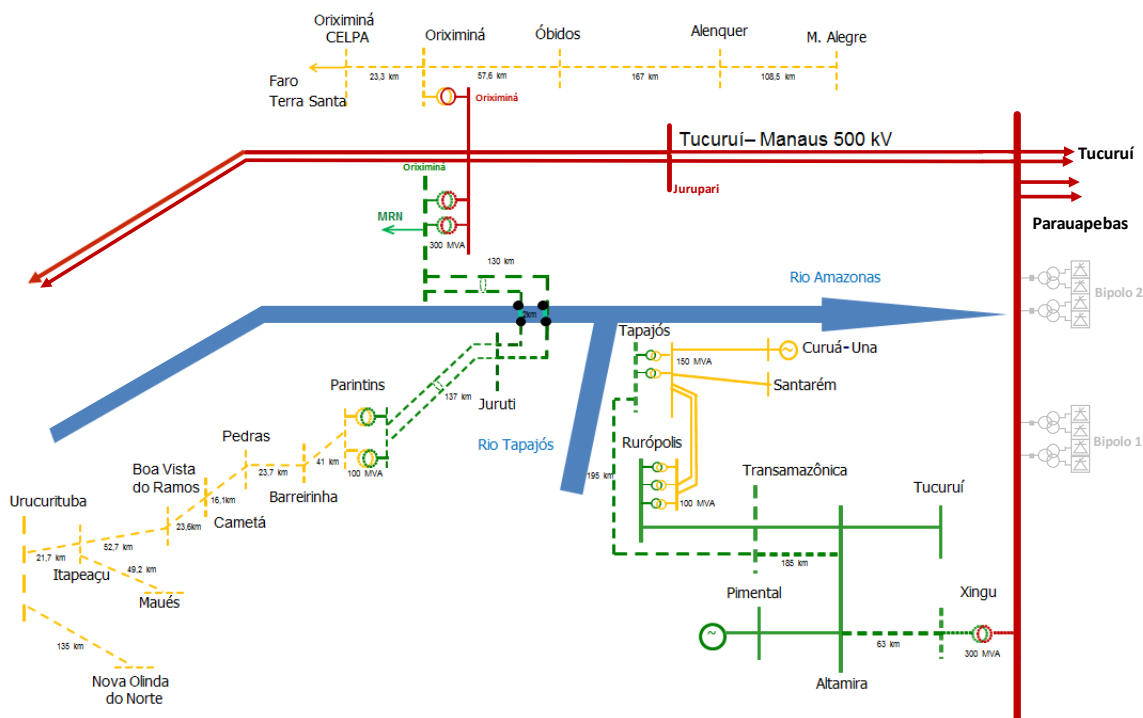 Oriximiná
CELPA
Oriximiná
Óbidos
Alenquer
M. Alegre
23,3 km
57,6 km
167 km
108,5 km
Faro
Terra Santa
Oriximiná
Tucuruí– Manaus 500 kV
Tucuruí
Oriximiná
Jurupari
MRN
300 MVA
Parauapebas
130 km
Rio Amazonas
Bipolo 2
2km
Tapajós
150 MVA
Curuá-Una
Santarém
Parintins
137 km
Juruti
Rio Tapajós
Bipolo 1
Pedras
41 km
100 MVA
Rurópolis
Boa Vista
do Ramos
23,7 km
Barreirinha
195 km
100 MVA
Transamazônica
Tucuruí
Urucurituba
16,1km
Cametá
23,6km
52,7 km
21,7 km
Itapeaçu
49,2 km
Maués
185 km
Pimental
Xingu
135 km
63 km
300 MVA
Nova Olinda
do Norte
Altamira